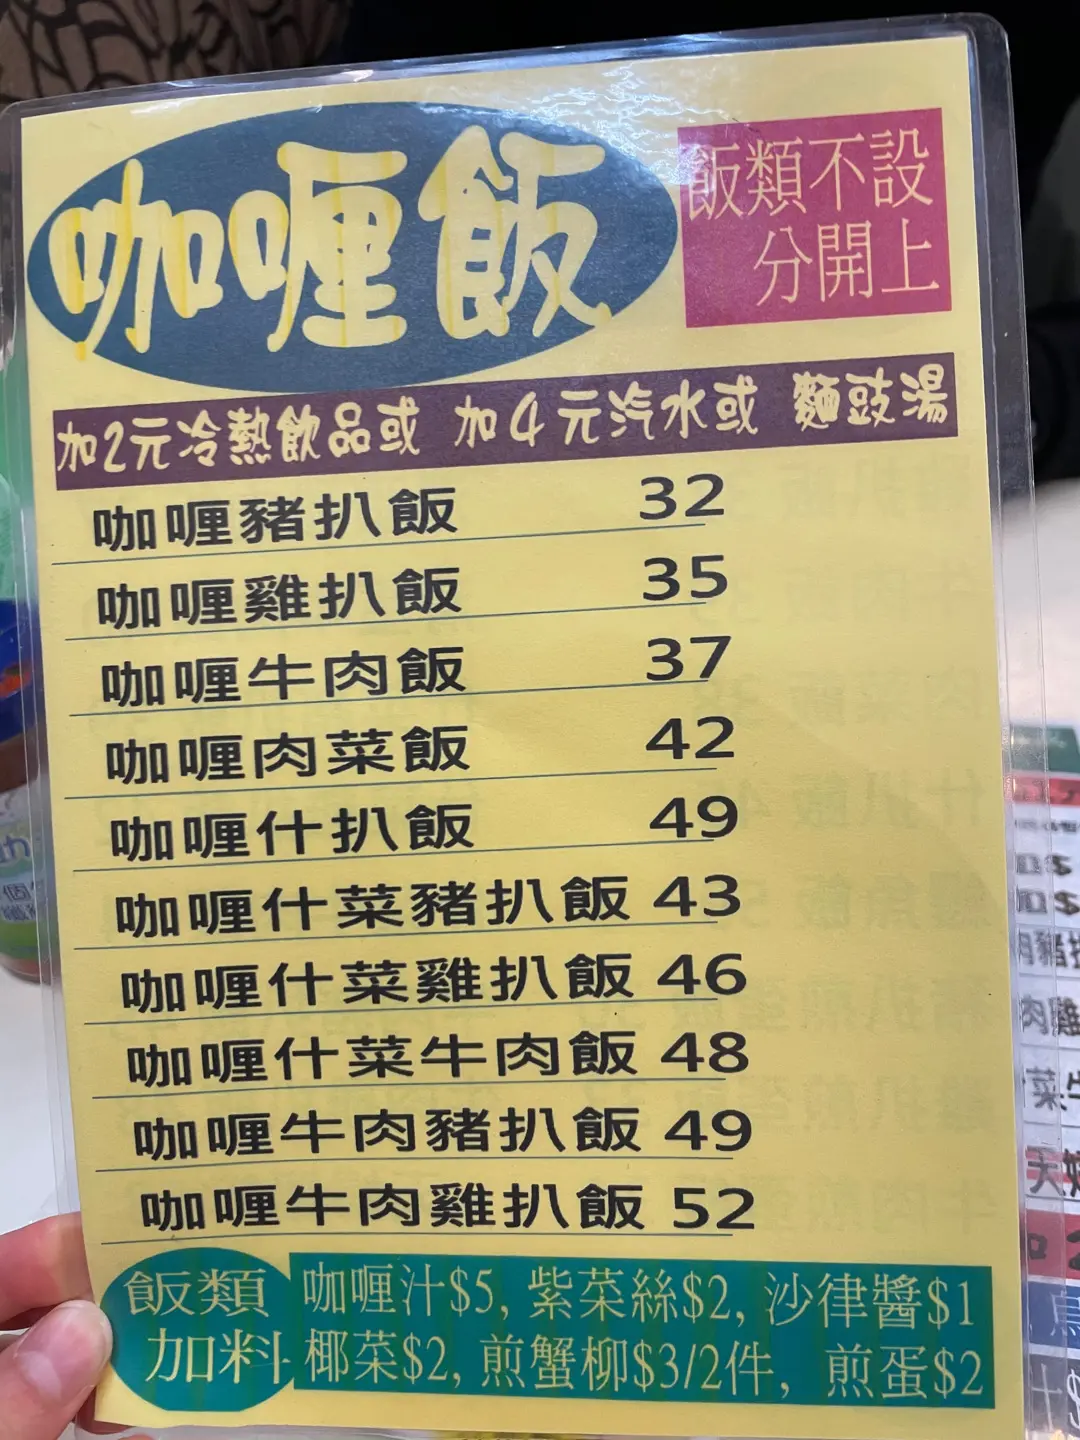 咖喱飯
飯類不設
分開上
加2元冷熱飲品或 加4元汽水或 麵豉湯
咖喱豬扒飯 32
咖喱雞扒飯 35
咖喱牛肉飯 37
咖喱肉菜飯 42
咖喱什扒飯 49
咖喱什菜豬扒飯 43
咖喱什菜雞扒飯 46
咖喱什菜牛肉飯 48
咖喱牛肉豬扒飯 49
咖喱牛肉雞扒飯 52
飯類
加料
咖喱汁$5, 紫菜絲$2, 沙律醬$1
椰菜$2, 煎蟹柳$3/2件, 煎蛋$2